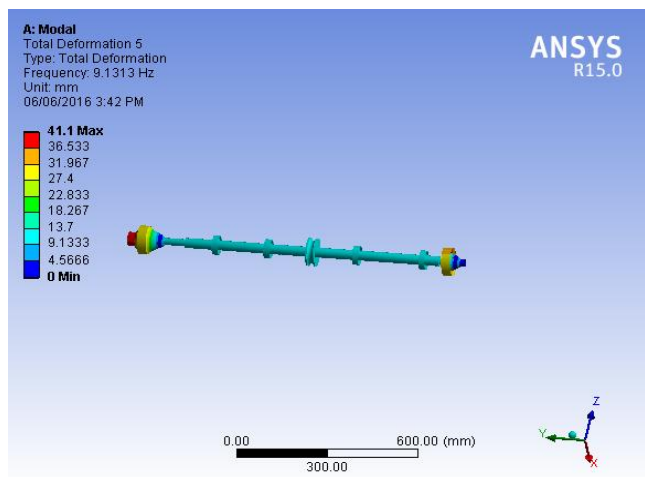 A: Modal
Total Deformation 5
Type: Total Deformation
Frequency: 9.1313 Hz
Unit: mm
06/06/2016 3:42 PM
ANSYS
R15.0
41.1 Max
36.533
31.967
27.4
22.833
18.267
13.7
9.1333
4.5666
0 Min
0.00
600.00 (mm)
300.00
Z
Y
X